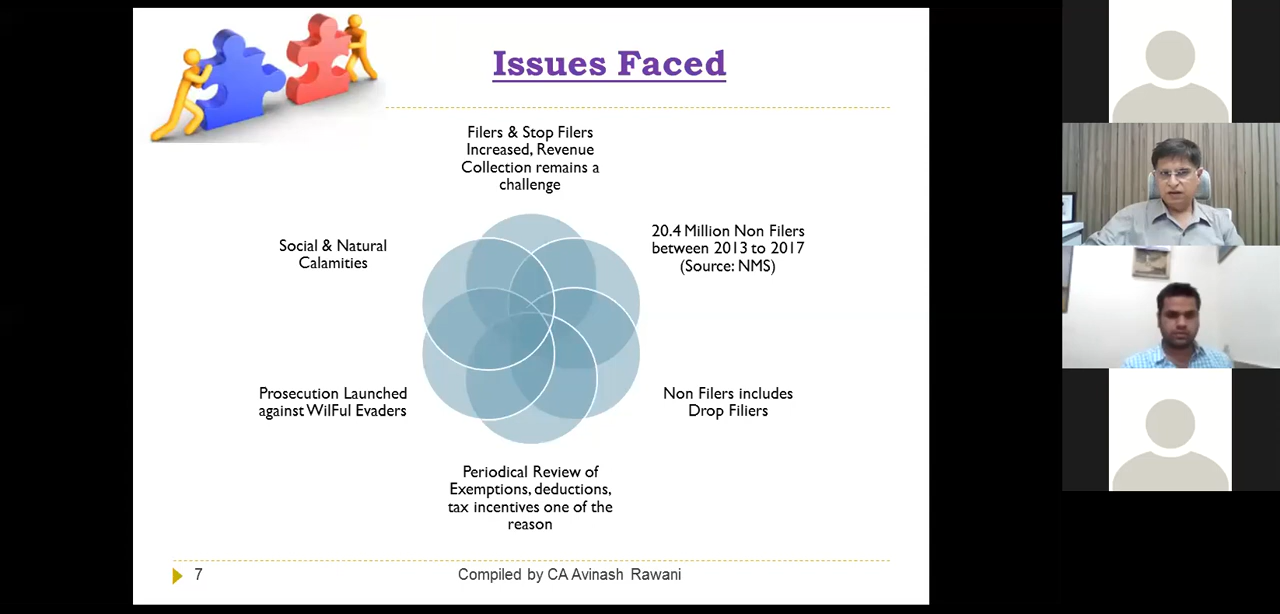 Issues Faced
Filers & Stop Filers
Increased, Revenue
Collection remains a
challenge
20.4 Million Non Filers
between 2013 to 2017
(Source: NMS)
Non Filers includes
Drop Filiers
Periodical Review of
Exemptions, deductions,
tax incentives one of the
reason
Prosecution Launched
against WilFul Evaders
Social & Natural
Calamities
7
Compiled by CA Avinash Rawani